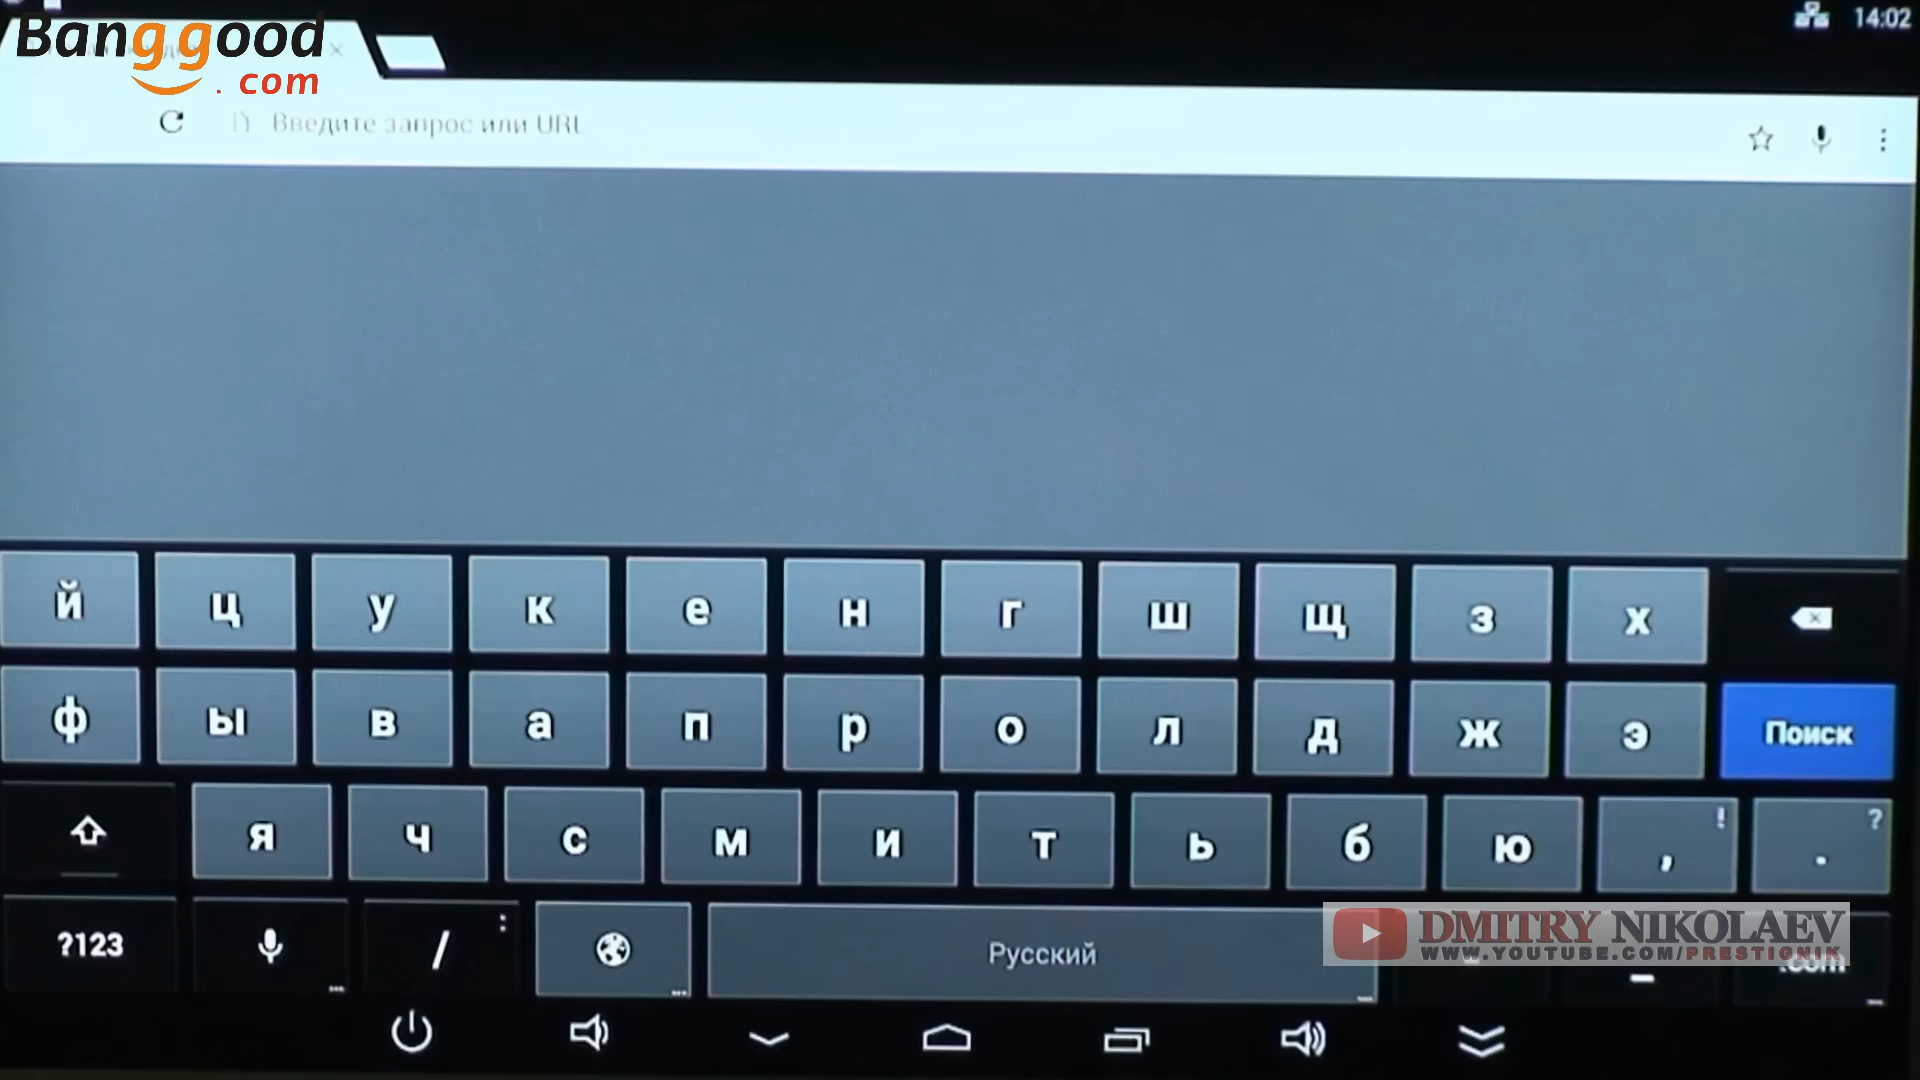 Banggood
.com
14:02
Введите запрос или URL
й ц у к е н г ш щ з х
ф ы в а п р о л д ж э Поиск
я ч с м и т ь б ю , ! . ?
?123 / : Русский - .com
DMITRY NIKOLAEV
WWW.YOUTUBE.COM/PRESTIGNIK